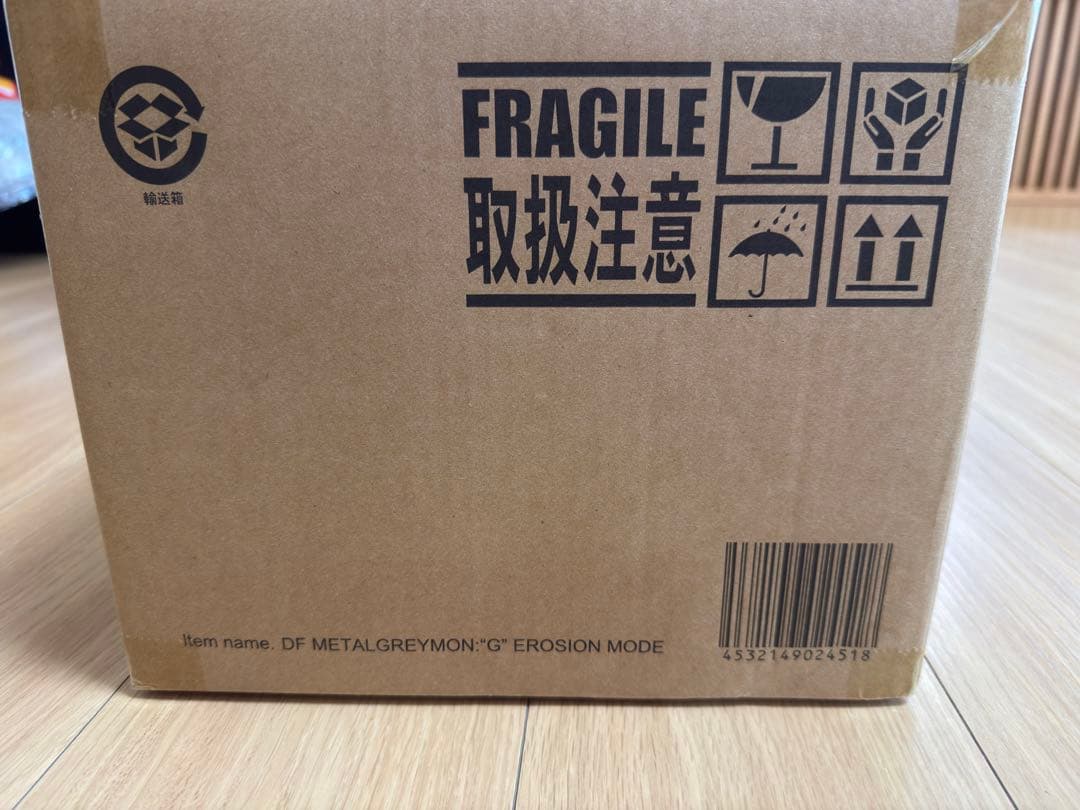 輸送箱
FRAGILE
取扱注意
Item name. DF METALGREYMON:“G” EROSION MODE
4532149024518